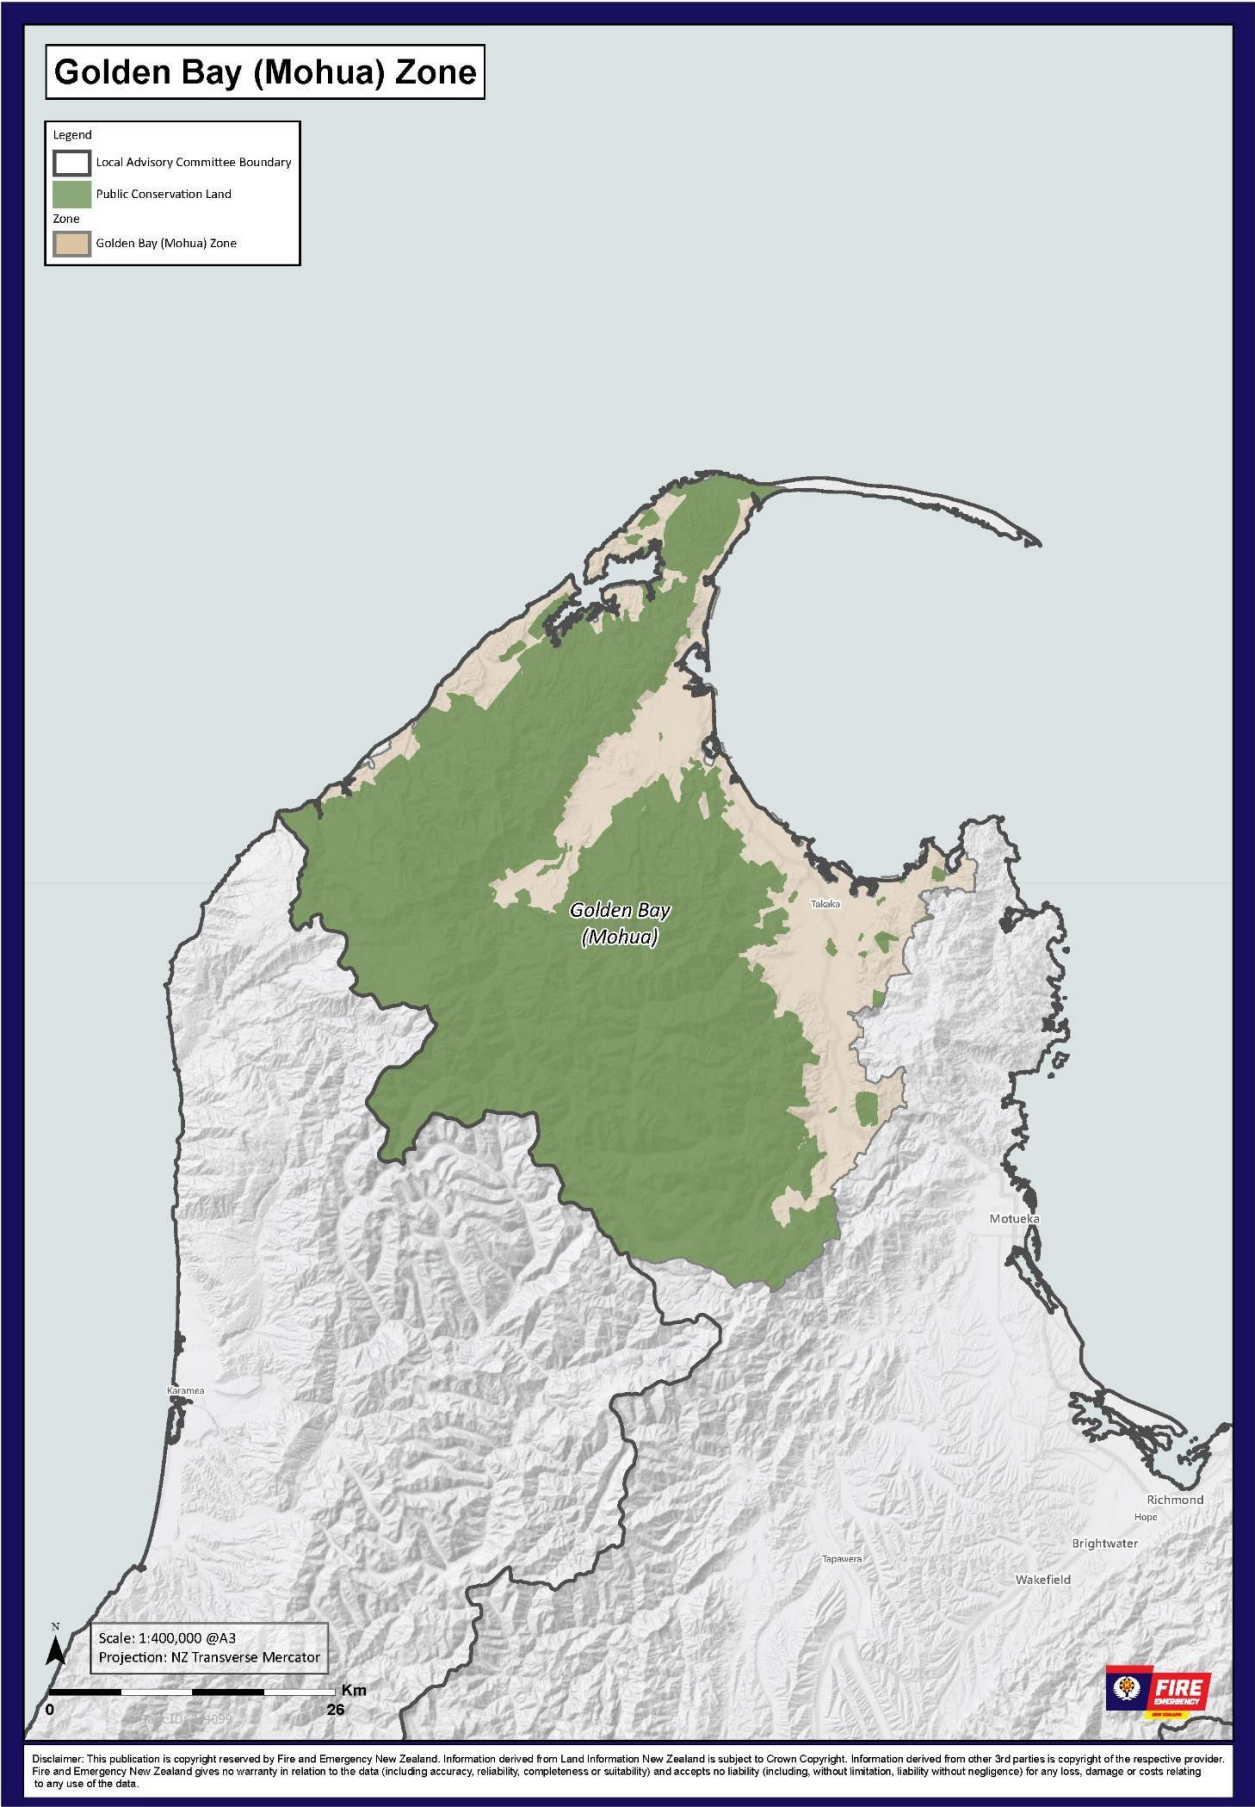 Golden Bay (Mohua) Zone
Legend
Local Advisory Committee Boundary
Public Conservation Land
Zone
Golden Bay (Mohua) Zone
Takaka
Golden Bay
(Mohua)
Motueka
Karamea
Richmond
Hope
Brightwater
Tapawera
Wakefield
N
Scale: 1:400,000 @A3
Projection: NZ Transverse Mercator
Km
0 26
FIRE
EMERGENCY
NEW ZEALAND
Disclaimer: This publication is copyright reserved by Fire and Emergency New Zealand. Information derived from Land Information New Zealand is subject to Crown Copyright. Information derived from other 3rd parties is copyright of the respective provider.
Fire and Emergency New Zealand gives no warranty in relation to the data (including accuracy, reliability, completeness or suitability) and accepts no liability (including, without limitation, liability without negligence) for any loss, damage or costs relating
to any use of the data.